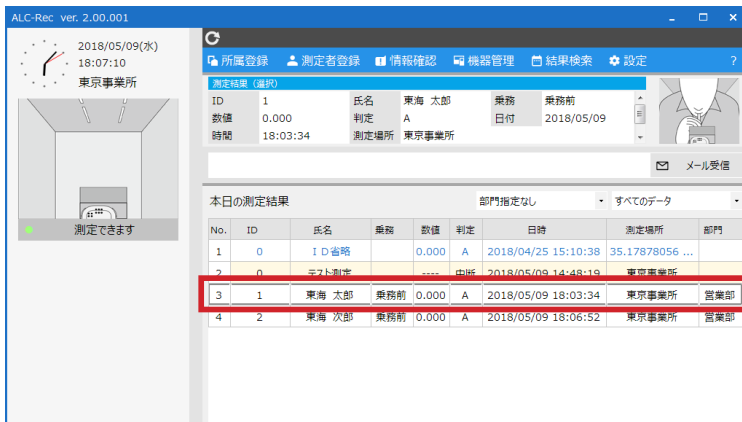 ALC-Rec ver. 2.00.001
2018/05/09(水)
18:07:10
東京事業所
測定できます
所属登録 測定者登録 情報確認 機器管理 結果検索 設定 ?
測定結果（選択）
ID 1 氏名 東海 太郎 乗務 乗務前
数値 0.000 判定 A 日付 2018/05/09
時間 18:03:34 測定場所 東京事業所
メール受信
本日の測定結果 部門指定なし すべてのデータ
No. ID 氏名 乗務 数値 判定 日時 測定場所 部門
1 0 ＩＤ省略 0.000 A 2018/04/25 15:10:38 35.17878056 ...
2 0 テスト測定 ---- 中断 2018/05/09 14:48:19 東京事業所
3 1 東海 太郎 乗務前 0.000 A 2018/05/09 18:03:34 東京事業所 営業部
4 2 東海 次郎 乗務前 0.000 A 2018/05/09 18:06:52 東京事業所 営業部